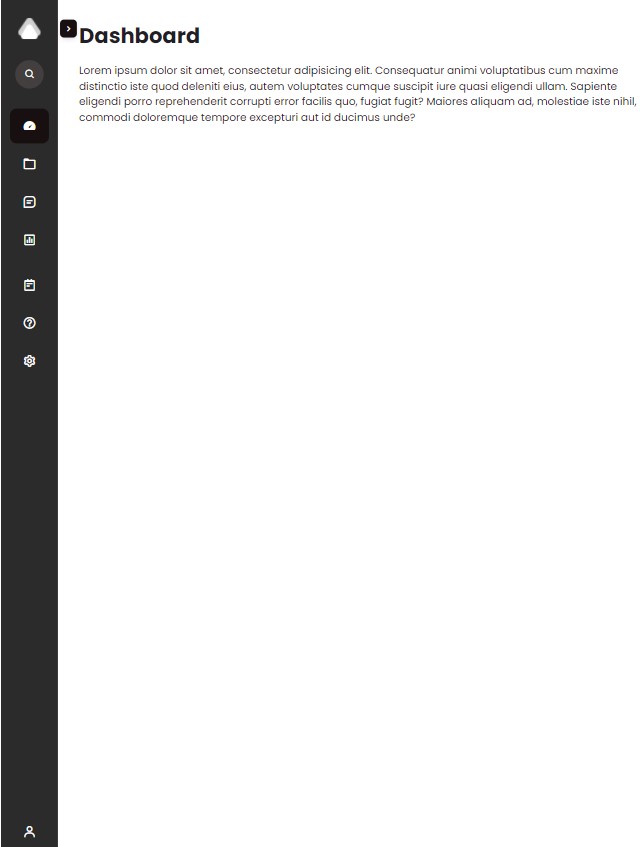 Dashboard
Lorem ipsum dolor sit amet, consectetur adipisicing elit. Consequatur animi voluptatibus cum maxime
distinctio iste quod deleniti eius, autem voluptates cumque suscipit iure quasi eligendi ullam. Sapiente
eligendi porro reprehenderit corrupti error facilis quo, fugiat fugit? Maiores aliquam ad, molestiae iste nihil,
commodi doloremque tempore excepturi aut id ducimus unde?